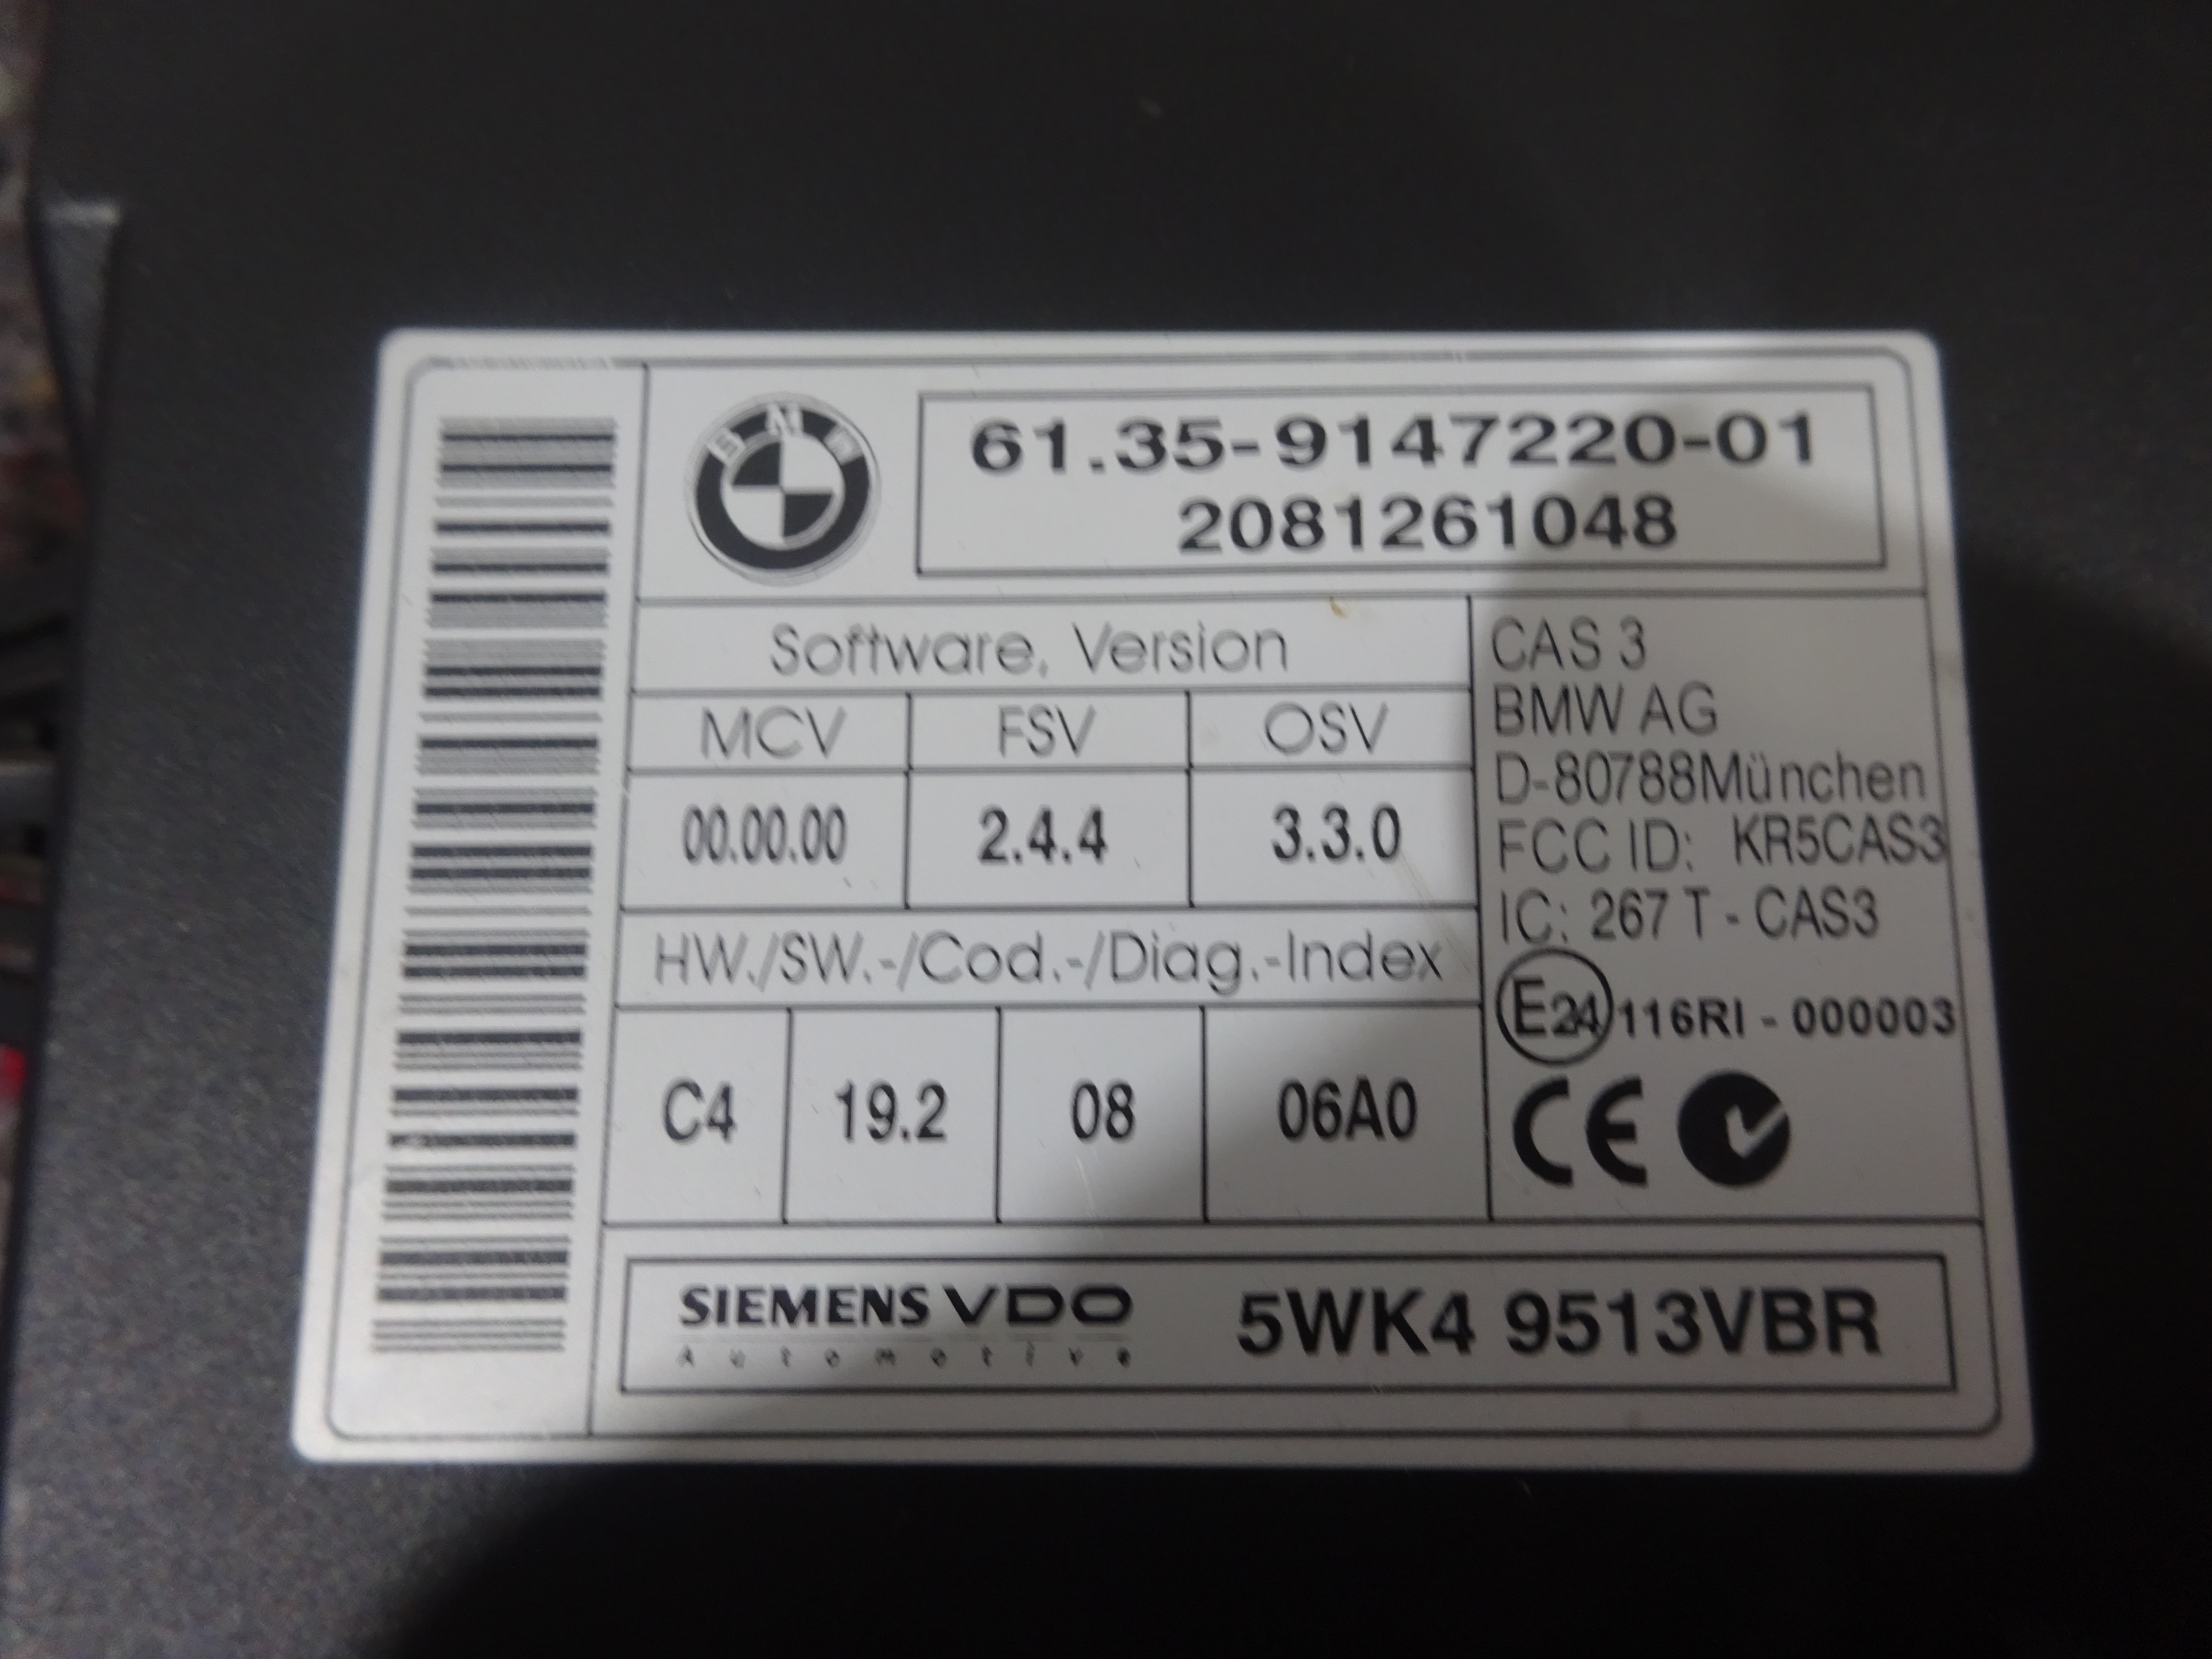 BMW
61.35-9147220-01
2081261048
Software, Version
MCV FSV OSV
00.00.00 2.4.4 3.3.0
HW./SW.-/Cod.-/Diag.-Index
C4 19.2 08 06A0
CAS 3
BMW AG
D-80788München
FCC ID: KR5CAS3
IC: 267 T - CAS3
E24 116RI - 000003
CE
SIEMENS VDO
Automotive
5WK4 9513VBR